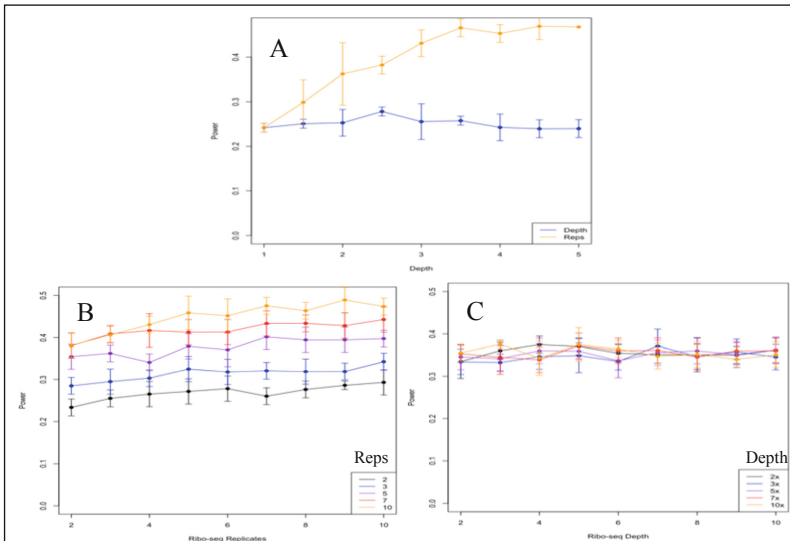 A
Power
0.4
0.3
0.2
0.1
0.0
1 2 3 4 5
Depth
Depth
Reps
B
Power
0.5
0.4
0.3
0.2
0.1
0.0
2 4 6 8 10
Ribo-seq Replicates
Reps
2
3
5
7
10
C
Power
0.5
0.4
0.3
0.2
0.1
0.0
2 4 6 8 10
Ribo-seq Depth
Depth
2x
3x
5x
7x
10x